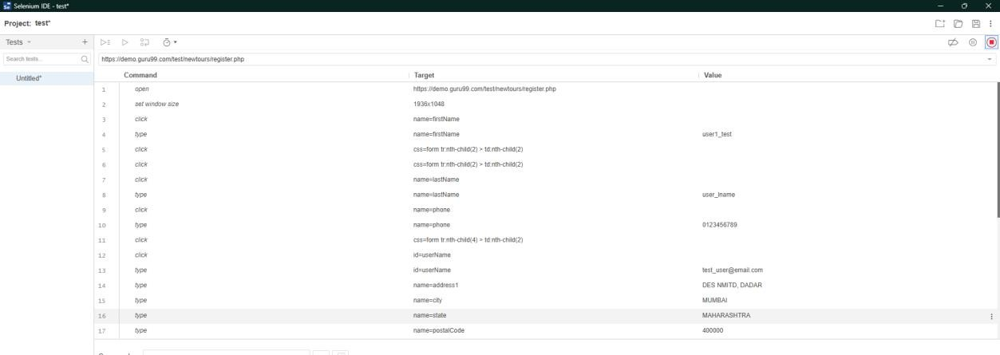 Selenium IDE - test*
Project: test*
Tests
Search tests...
https://demo.guru99.com/test/newtours/register.php
Untitled*
Command Target Value
1 open https://demo.guru99.com/test/newtours/register.php
2 set window size 1936x1048
3 click name=firstName
4 type name=firstName user1_test
5 click css=form tr:nth-child(2) > td:nth-child(2)
6 click css=form tr:nth-child(2) > td:nth-child(2)
7 click name=lastName
8 type name=lastName user_lname
9 click name=phone
10 type name=phone 0123456789
11 click css=form tr:nth-child(4) > td:nth-child(2)
12 click id=userName
13 type id=userName test_user@email.com
14 type name=address1 DES NMITD, DADAR
15 type name=city MUMBAI
16 type name=state MAHARASHTRA
17 type name=postalCode 400000